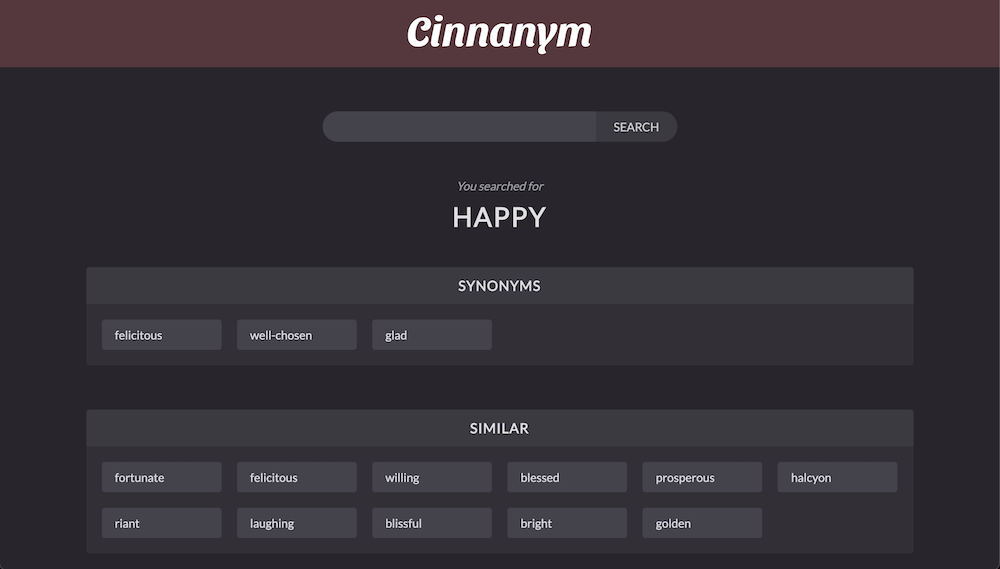 Cinnanym
SEARCH
You searched for
HAPPY
SYNONYMS
felicitous well-chosen glad
SIMILAR
fortunate felicitous willing blessed prosperous halcyon
riant laughing blissful bright golden